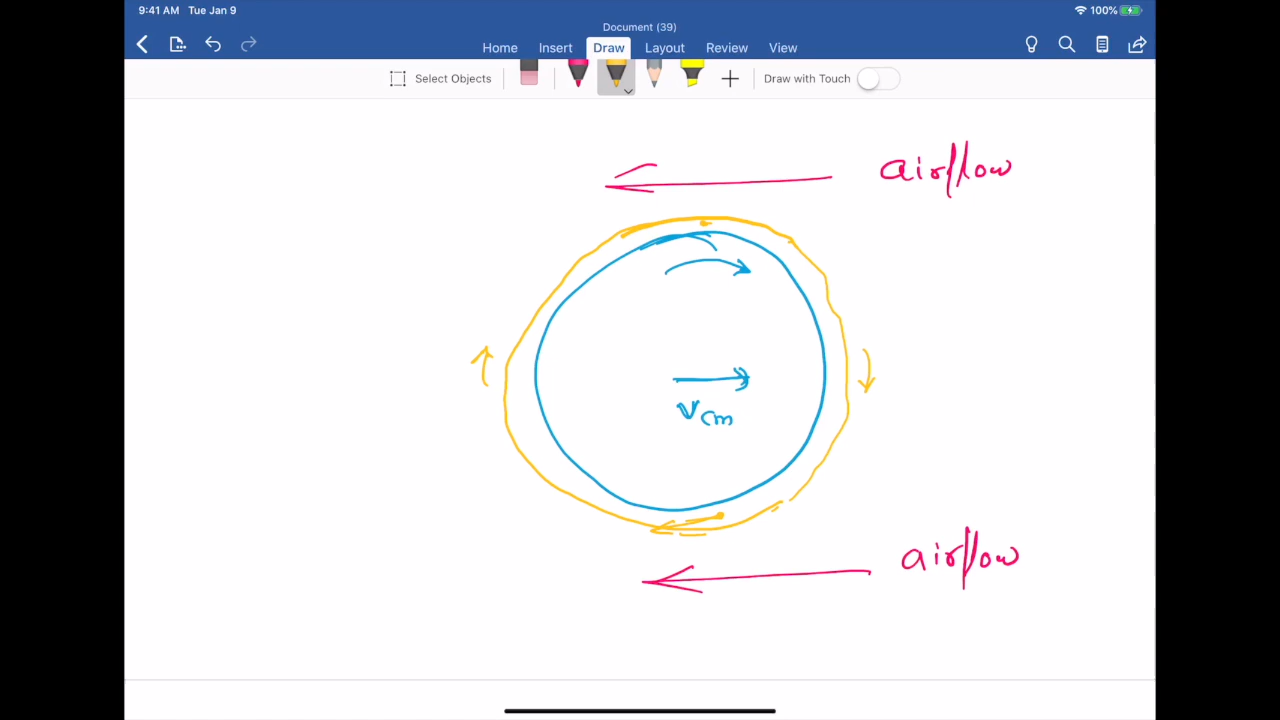 9:41 AM Tue Jan 9
100%
Document (39)
Home Insert Draw Layout Review View
Select Objects
Draw with Touch
airflow
Vcm
airflow